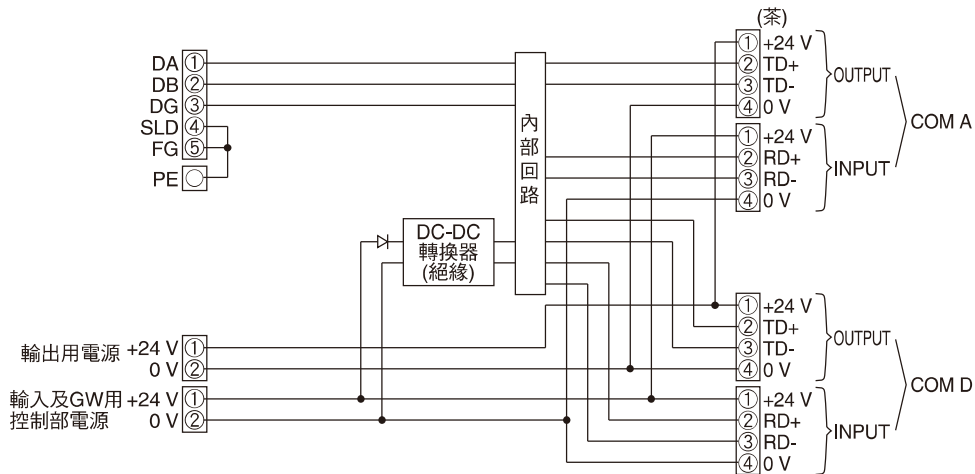 DA ①
DB ②
DG ③
SLD ④
FG ⑤
PE
內部回路
DC-DC
轉換器
(絕緣)
輸出用電源 +24 V ①
0 V ②
輸入及GW用 +24 V ①
控制部電源 0 V ②
(茶)
① +24 V
② TD+
③ TD-
④ 0 V
OUTPUT
① +24 V
② RD+
③ RD-
④ 0 V
INPUT
COM A
① +24 V
② TD+
③ TD-
④ 0 V
OUTPUT
① +24 V
② RD+
③ RD-
④ 0 V
INPUT
COM D